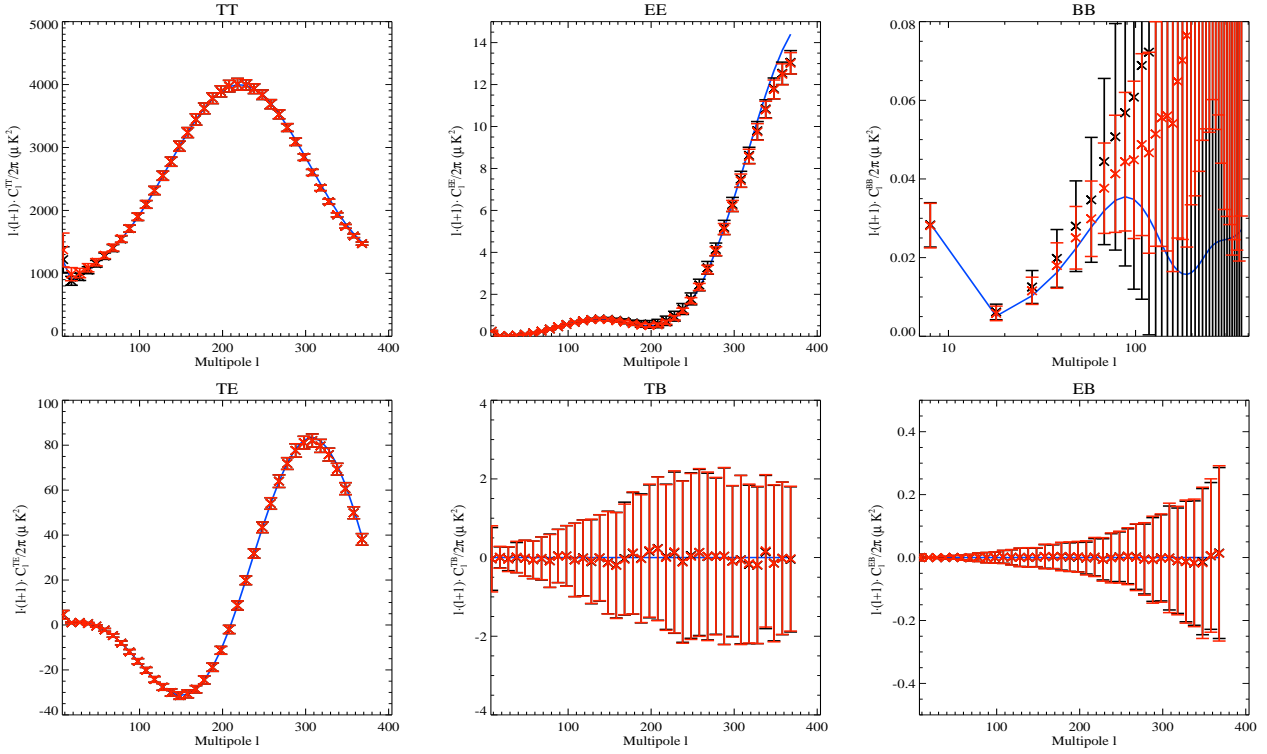 TT
5000
4000
3000
2000
1000
0
l·(l+1)· C_l^TT/2π (μ K²)
100 200 300 400
Multipole l
EE
14
12
10
8
6
4
2
0
l·(l+1)· C_l^EE/2π (μ K²)
100 200 300 400
Multipole l
BB
0.08
0.06
0.04
0.02
0.00
l·(l+1)· C_l^BB/2π (μ K²)
10 100
Multipole l
TE
100
80
60
40
20
0
-20
-40
l·(l+1)· C_l^TE/2π (μ K²)
100 200 300 400
Multipole l
TB
4
2
0
-2
-4
l·(l+1)· C_l^TB/2π (μ K²)
100 200 300 400
Multipole l
EB
0.4
0.2
0.0
-0.2
-0.4
l·(l+1)· C_l^EB/2π (μ K²)
100 200 300 400
Multipole l